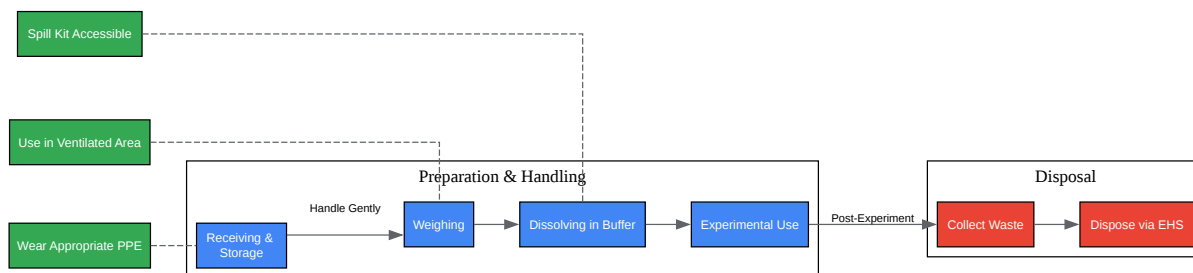 Spill Kit Accessible
Use in Ventilated Area
Wear Appropriate PPE
Preparation & Handling
Receiving &
Storage
Handle Gently
Weighing
Dissolving in Buffer
Experimental Use
Post-Experiment
Disposal
Collect Waste
Dispose via EHS